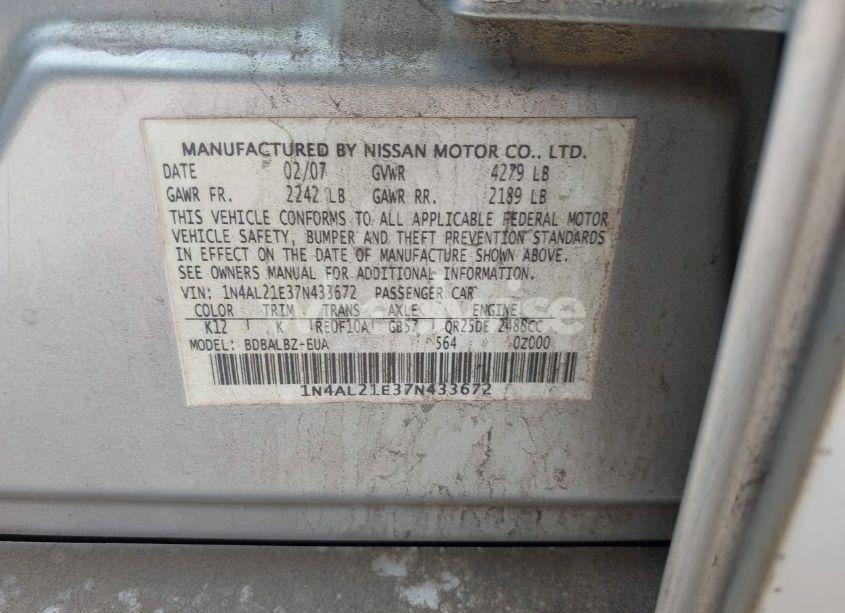 MANUFACTURED BY NISSAN MOTOR CO., LTD.
DATE 02/07 GVWR 4279 LB
GAWR FR. 2242 LB GAWR RR. 2189 LB
THIS VEHICLE CONFORMS TO ALL APPLICABLE FEDERAL MOTOR
VEHICLE SAFETY, BUMPER AND THEFT PREVENTION STANDARDS
IN EFFECT ON THE DATE OF MANUFACTURE SHOWN ABOVE.
SEE OWNERS MANUAL FOR ADDITIONAL INFORMATION.
VIN: 1N4AL21E37N433672 PASSENGER CAR
COLOR TRIM TRANS AXLE ENGINE
K12 K RE0F10A GB57 QR25DE 2488CC
MODEL: BDBALBZ-EUA 564 0Z000
1N4AL21E37N433672